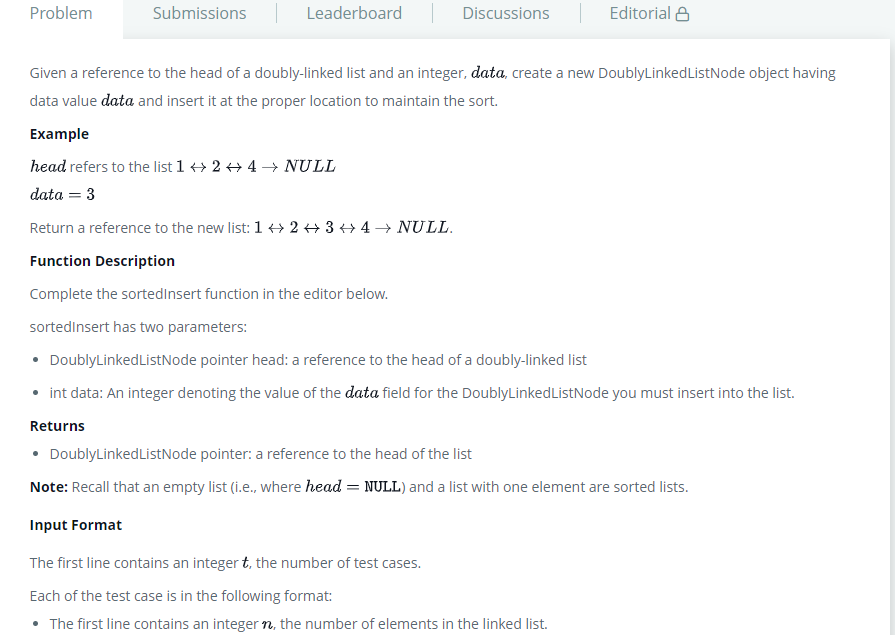 Problem Submissions Leaderboard Discussions Editorial
Given a reference to the head of a doubly-linked list and an integer, data, create a new DoublyLinkedListNode object having
data value data and insert it at the proper location to maintain the sort.
Example
head refers to the list 1 ↔ 2 ↔ 4 → NULL
data = 3
Return a reference to the new list: 1 ↔ 2 ↔ 3 ↔ 4 → NULL.
Function Description
Complete the sortedInsert function in the editor below.
sortedInsert has two parameters:
• DoublyLinkedListNode pointer head: a reference to the head of a doubly-linked list
• int data: An integer denoting the value of the data field for the DoublyLinkedListNode you must insert into the list.
Returns
• DoublyLinkedListNode pointer: a reference to the head of the list
Note: Recall that an empty list (i.e., where head = NULL) and a list with one element are sorted lists.
Input Format
The first line contains an integer t, the number of test cases.
Each of the test case is in the following format:
• The first line contains an integer n, the number of elements in the linked list.